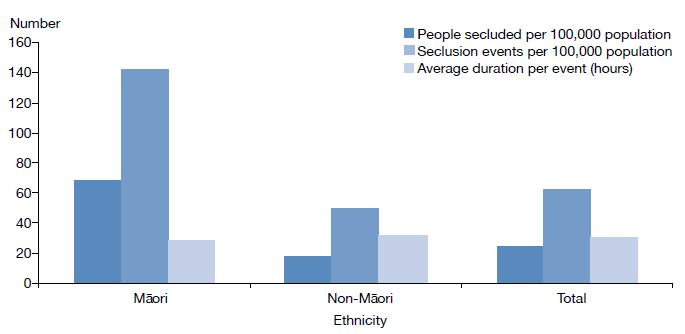 Number
People secluded per 100,000 population
Seclusion events per 100,000 population
Average duration per event (hours)
160
140
120
100
80
60
40
20
0
Māori
Non-Māori
Total
Ethnicity